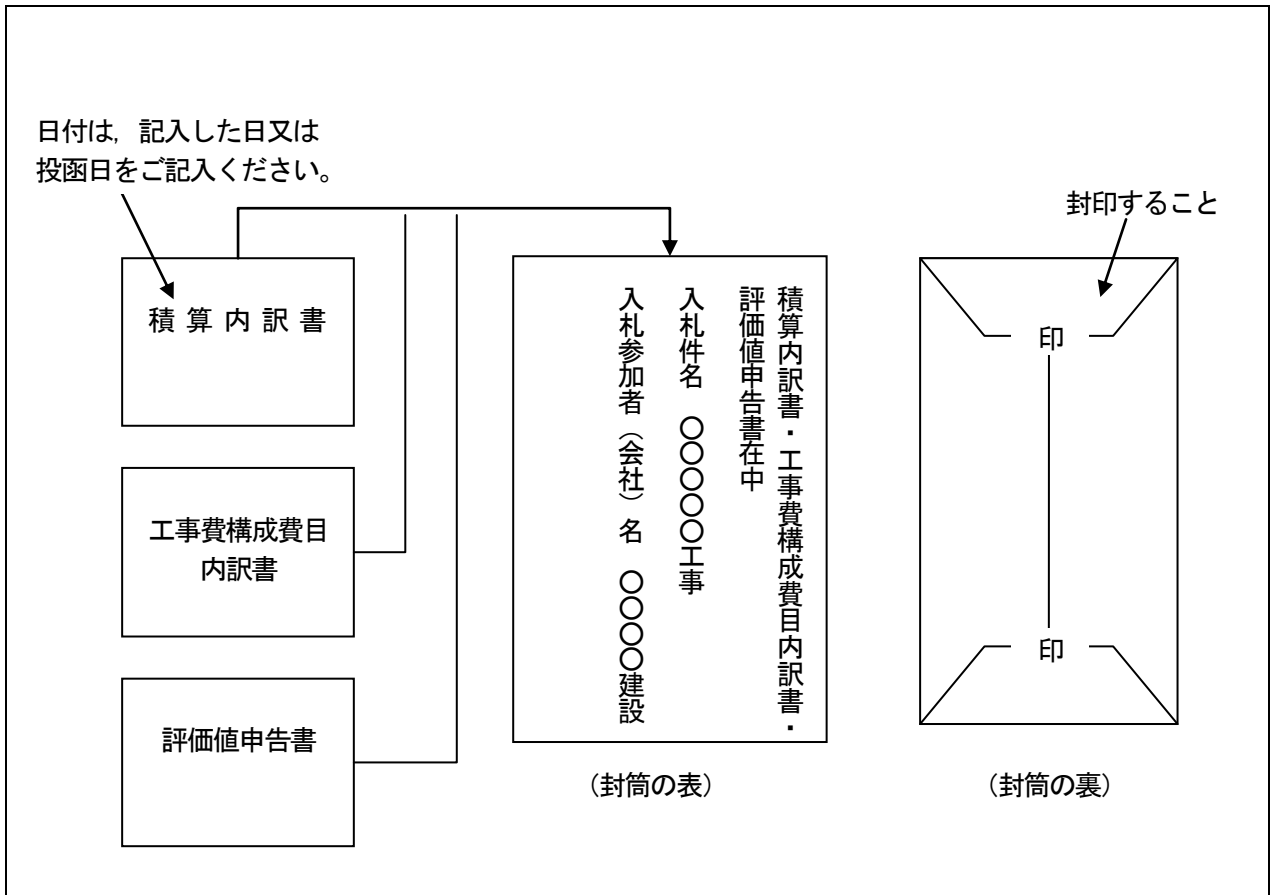 日付は，記入した日又は
投函日をご記入ください。
封印すること
積 算 内 訳 書
工事費構成費目
内訳書
評価値申告書
積算内訳書・工事費構成費目内訳書・
評価値申告書在中
入札件名　〇〇〇〇〇工事
入札参加者（会社）名　〇〇〇〇建設
（封筒の表）
印
印
（封筒の裏）